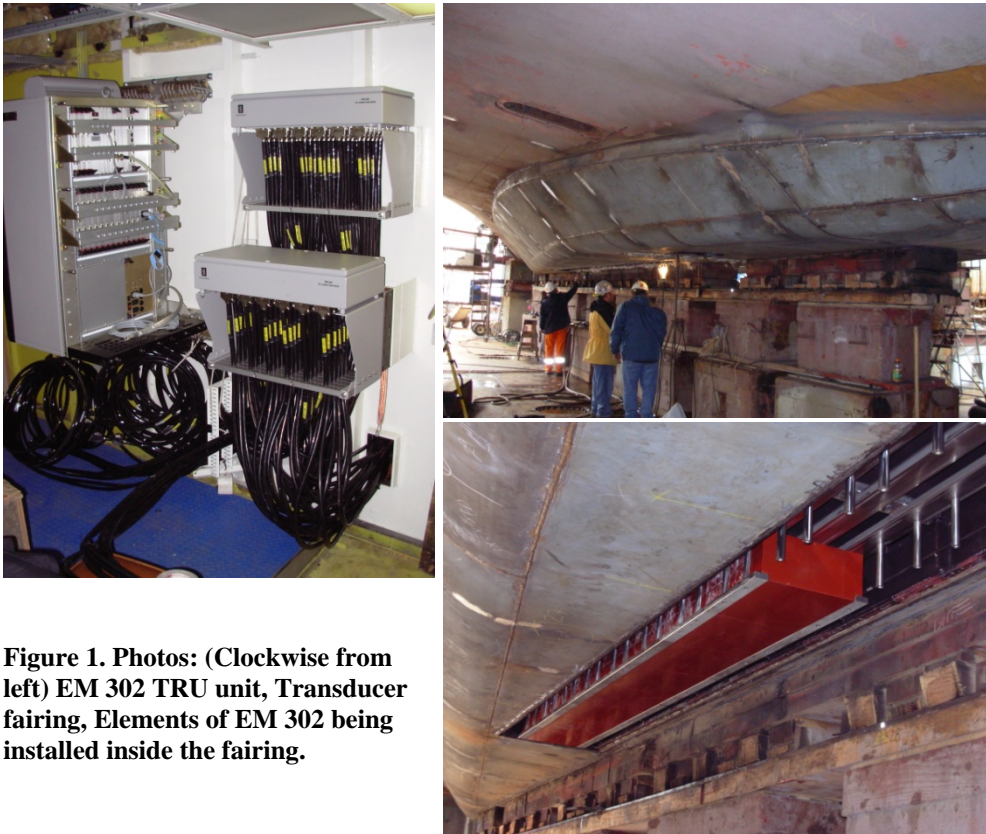 Figure 1. Photos: (Clockwise from
left) EM 302 TRU unit, Transducer
fairing, Elements of EM 302 being
installed inside the fairing.